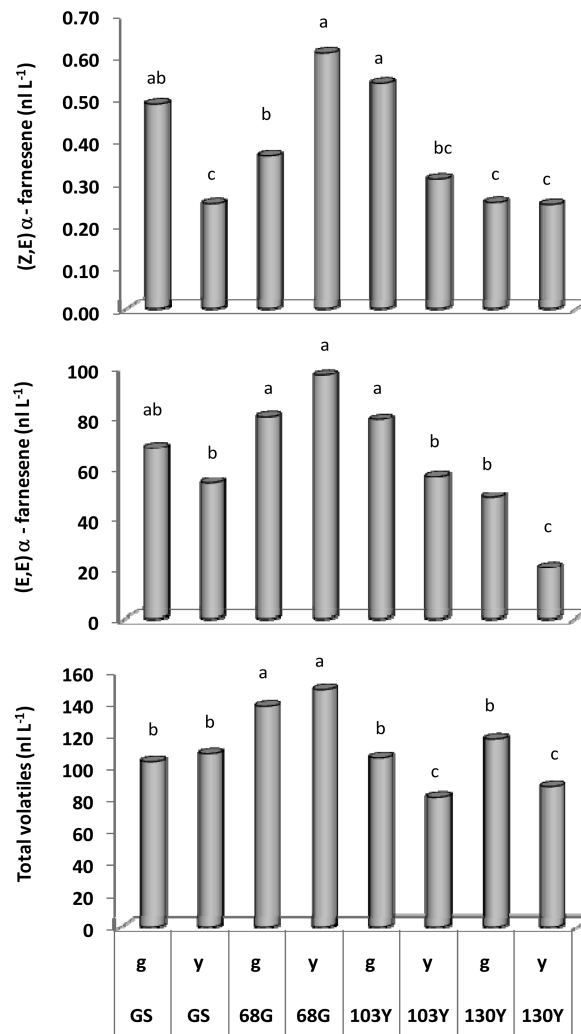 0.70
0.60
0.50
0.40
0.30
0.20
0.10
0.00
(Z,E) α - farnesene (nl L-1)
ab
c
b
a
a
bc
c
c
100
80
60
40
20
0
(E,E) α - farnesene (nl L-1)
ab
b
a
a
a
b
b
c
160
140
120
100
80
60
40
20
0
Total volatiles (nl L-1)
b
b
a
a
b
c
b
c
g y g y g y g y
GS GS 68G 68G 103Y 103Y 130Y 130Y